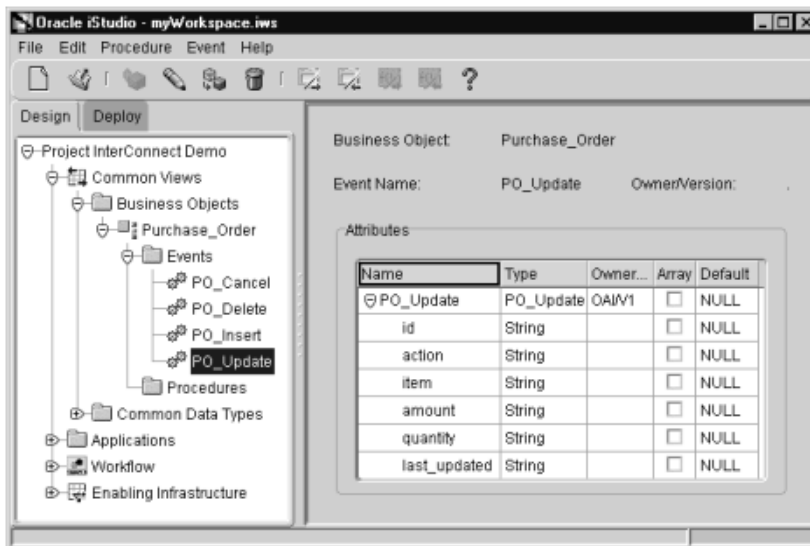 Oracle iStudio - myWorkspace.iws
File Edit Procedure Event Help
Design Deploy
Project InterConnect Demo
Common Views
Business Objects
Purchase_Order
Events
PO_Cancel
PO_Delete
PO_Insert
PO_Update
Procedures
Common Data Types
Applications
Workflow
Enabling Infrastructure
Business Object: Purchase_Order
Event Name: PO_Update Owner/Version: .
Attributes
Name Type Owner... Array Default
PO_Update PO_Update OAI/V1 NULL
id String NULL
action String NULL
item String NULL
amount String NULL
quantity String NULL
last_updated String NULL